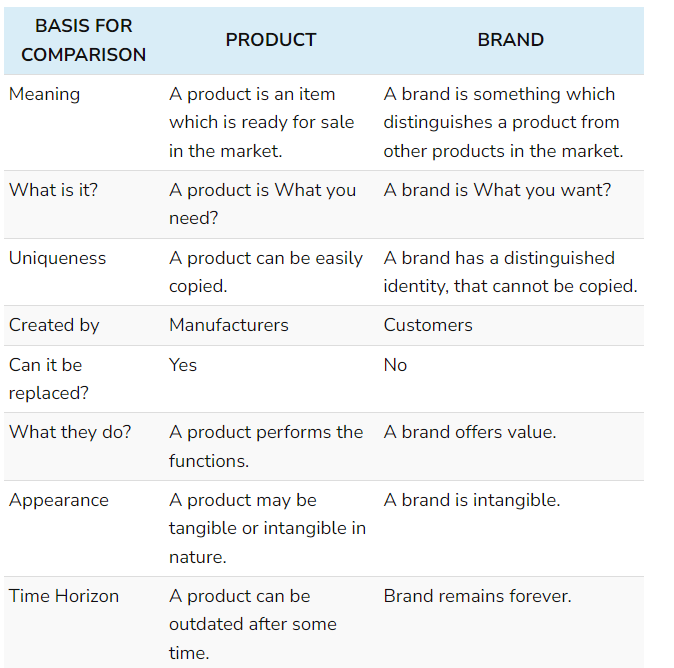 BASIS FOR
COMPARISON
PRODUCT
BRAND
Meaning
A product is an item
which is ready for sale
in the market.
A brand is something which
distinguishes a product from
other products in the market.
What is it?
A product is What you
need?
A brand is What you want?
Uniqueness
A product can be easily
copied.
A brand has a distinguished
identity, that cannot be copied.
Created by
Manufacturers
Customers
Can it be
replaced?
Yes
No
What they do?
A product performs the
functions.
A brand offers value.
Appearance
A product may be
tangible or intangible in
nature.
A brand is intangible.
Time Horizon
A product can be
outdated after some
time.
Brand remains forever.